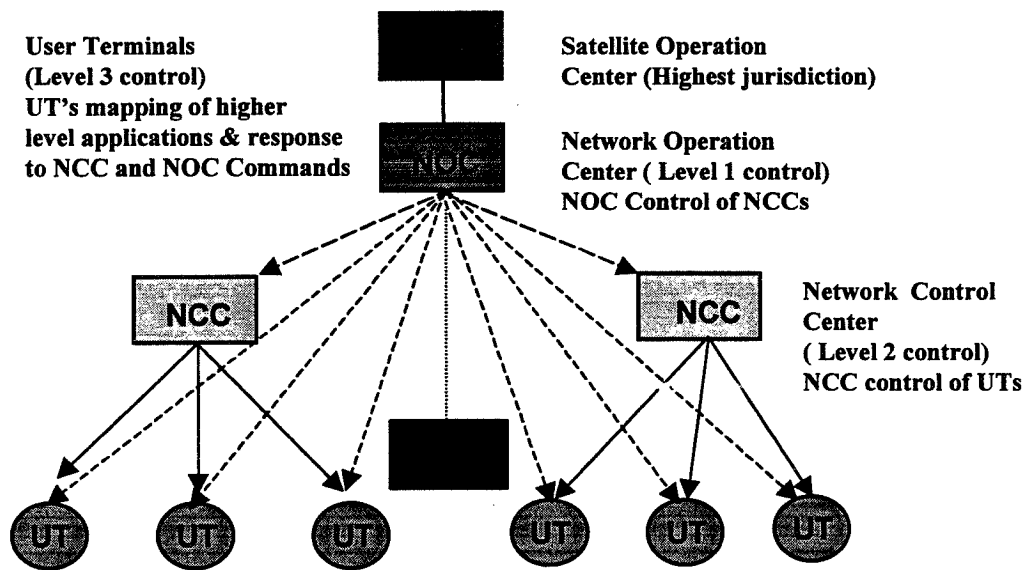 User Terminals
(Level 3 control)
UT's mapping of higher
level applications & response
to NCC and NOC Commands
Satellite Operation
Center (Highest jurisdiction)
NOC
Network Operation
Center ( Level 1 control)
NOC Control of NCCs
NCC
NCC
Network Control
Center
( Level 2 control)
NCC control of UTs
UT
UT
UT
UT
UT
UT